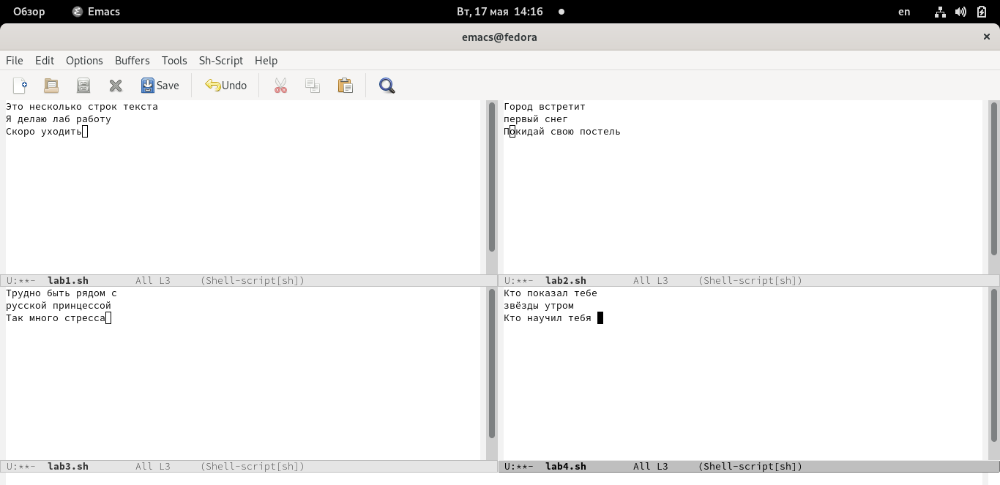 Обзор Emacs Вт, 17 мая 14:16 en
emacs@fedora
File Edit Options Buffers Tools Sh-Script Help
Save Undo
Это несколько строк текста
Я делаю лаб работу
Скоро уходить
U:**- lab1.sh All L3 (Shell-script[sh])
Город встретит
первый снег
Покидай свою постель
U:**- lab2.sh All L3 (Shell-script[sh])
Трудно быть рядом с
русской принцессой
Так много стресса
U:**- lab3.sh All L3 (Shell-script[sh])
Кто показал тебе
звёзды утром
Кто научил тебя
U:**- lab4.sh All L3 (Shell-script[sh])